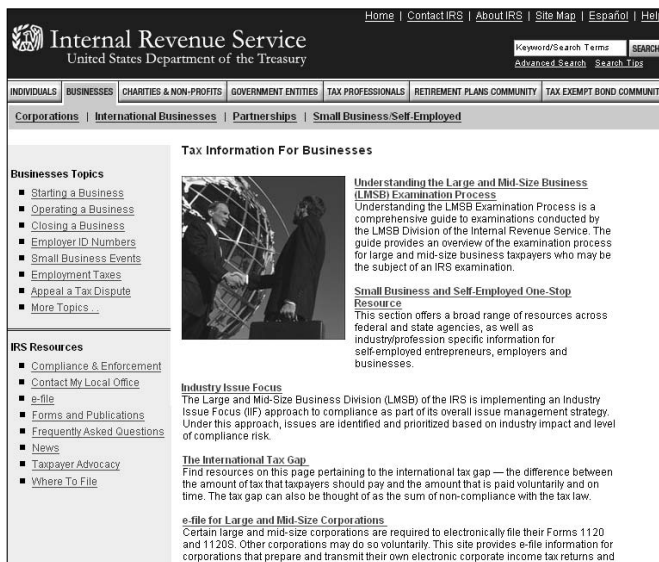 Home | Contact IRS | About IRS | Site Map | Español | Hel
Internal Revenue Service
United States Department of the Treasury
Keyword/Search Terms SEARCH
Advanced Search Search Tips
INDIVIDUALS BUSINESSES CHARITIES & NON-PROFITS GOVERNMENT ENTITIES TAX PROFESSIONALS RETIREMENT PLANS COMMUNITY TAX EXEMPT BOND COMMUNIT
Corporations | International Businesses | Partnerships | Small Business/Self-Employed
Tax Information For Businesses
Businesses Topics
Starting a Business
Operating a Business
Closing a Business
Employer ID Numbers
Small Business Events
Employment Taxes
Appeal a Tax Dispute
More Topics . .
IRS Resources
Compliance & Enforcement
Contact My Local Office
e-file
Forms and Publications
Frequently Asked Questions
News
Taxpayer Advocacy
Where To File
Understanding the Large and Mid-Size Business
(LMSB) Examination Process
Understanding the LMSB Examination Process is a
comprehensive guide to examinations conducted by
the LMSB Division of the Internal Revenue Service. The
guide provides an overview of the examination process
for large and mid-size business taxpayers who may be
the subject of an IRS examination.
Small Business and Self-Employed One-Stop
Resource
This section offers a broad range of resources across
federal and state agencies, as well as
industry/profession specific information for
self-employed entrepreneurs, employers and
businesses.
Industry Issue Focus
The Large and Mid-Size Business Division (LMSB) of the IRS is implementing an Industry
Issue Focus (IIF) approach to compliance as part of its overall issue management strategy.
Under this approach, issues are identified and prioritized based on industry impact and level
of compliance risk.
The International Tax Gap
Find resources on this page pertaining to the international tax gap — the difference between
the amount of tax that taxpayers should pay and the amount that is paid voluntarily and on
time. The tax gap can also be thought of as the sum of non-compliance with the tax law.
e-file for Large and Mid-Size Corporations
Certain large and mid-size corporations are required to electronically file their Forms 1120
and 1120S. Other corporations may do so voluntarily. This site provides e-file information for
corporations that prepare and transmit their own electronic corporate income tax returns and